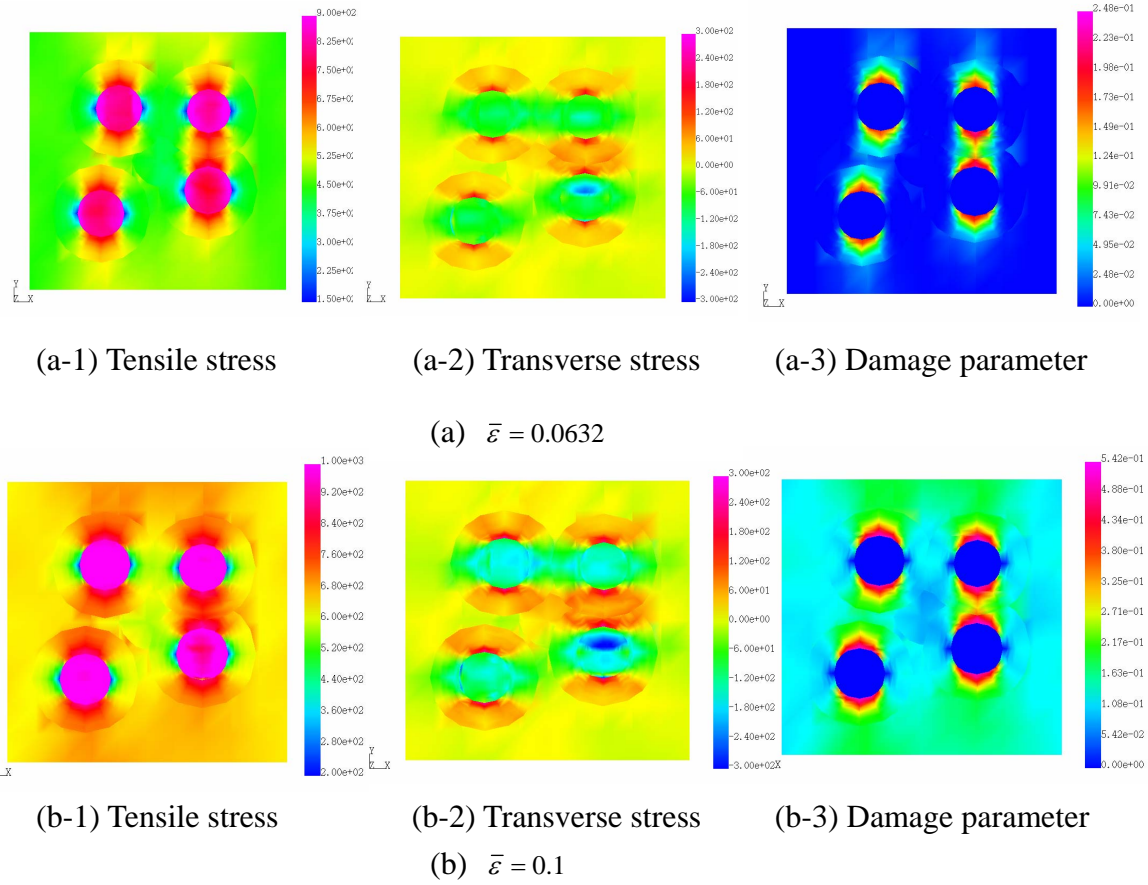 9.00e+02
8.25e+02
7.50e+02
6.75e+02
6.00e+02
5.25e+02
4.50e+02
3.75e+02
3.00e+02
2.25e+02
1.50e+02
Y
Z X
3.00e+02
2.40e+02
1.80e+02
1.20e+02
6.00e+01
0.00e+00
-6.00e+01
-1.20e+02
-1.80e+02
-2.40e+02
-3.00e+02
Y
Z X
2.48e-01
2.23e-01
1.98e-01
1.73e-01
1.49e-01
1.24e-01
9.91e-02
7.43e-02
4.95e-02
2.48e-02
0.00e+00
Y
Z X
(a-1) Tensile stress
(a-2) Transverse stress
(a-3) Damage parameter
(a) ε̄ = 0.0632
1.00e+03
9.20e+02
8.40e+02
7.60e+02
6.80e+02
6.00e+02
5.20e+02
4.40e+02
3.60e+02
2.80e+02
2.00e+02
X
3.00e+02
2.40e+02
1.80e+02
1.20e+02
6.00e+01
0.00e+00
-6.00e+01
-1.20e+02
-1.80e+02
-2.40e+02
-3.00e+02
Y
Z X
5.42e-01
4.88e-01
4.34e-01
3.80e-01
3.25e-01
2.71e-01
2.17e-01
1.63e-01
1.08e-01
5.42e-02
0.00e+00
X
(b-1) Tensile stress
(b-2) Transverse stress
(b-3) Damage parameter
(b) ε̄ = 0.1